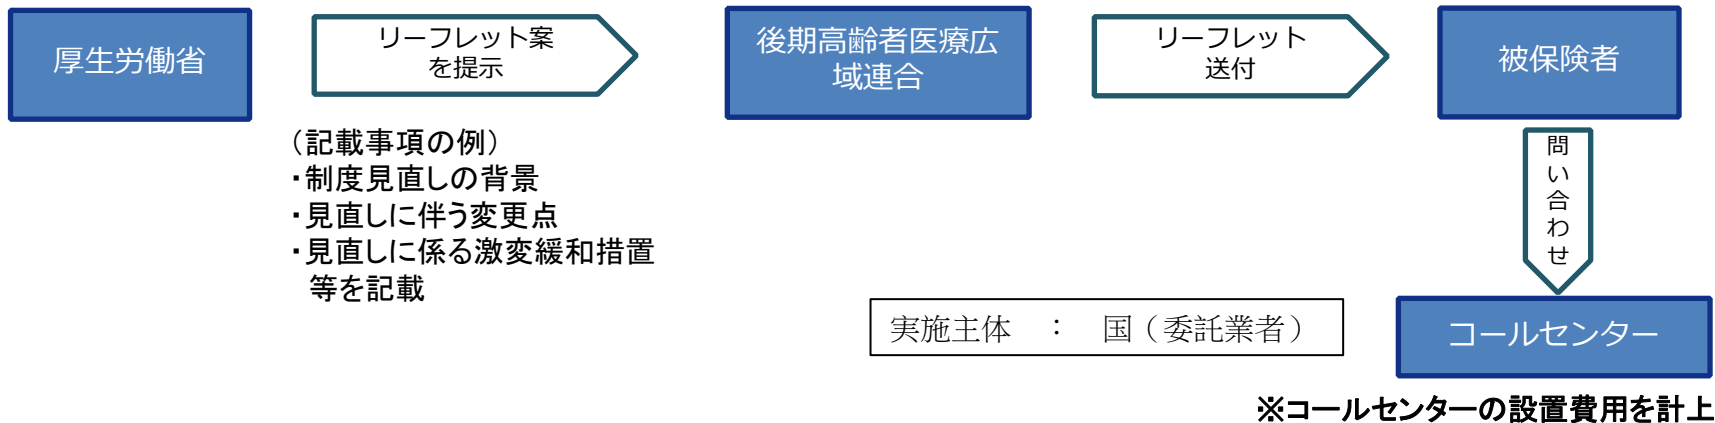 厚生労働省
リーフレット案
を提示
後期高齢者医療広
域連合
リーフレット
送付
被保険者
（記載事項の例）
・制度見直しの背景
・見直しに伴う変更点
・見直しに係る激変緩和措置
等を記載
問い合わせ
実施主体　：　国（委託業者）
コールセンター
※コールセンターの設置費用を計上